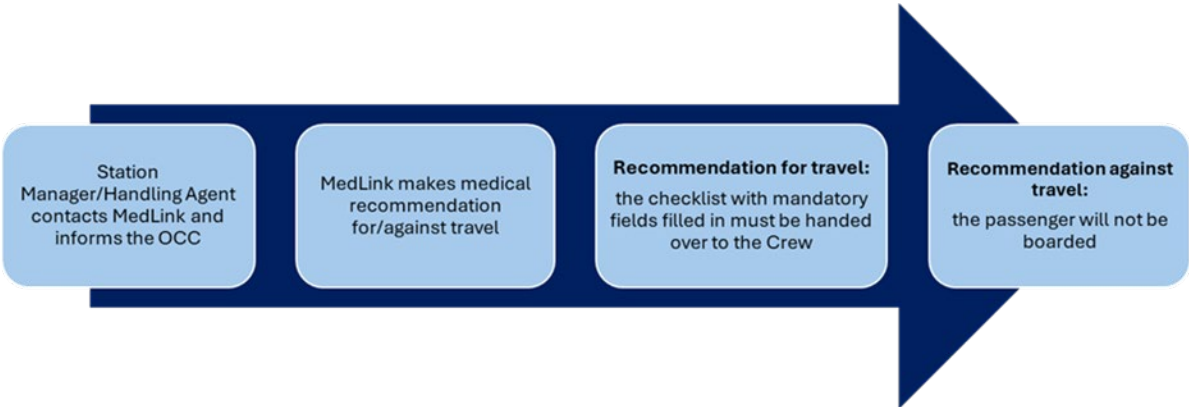 Station
Manager/Handling Agent
contacts MedLink and
informs the OCC
MedLink makes medical
recommendation
for/against travel
Recommendation for travel:
the checklist with mandatory
fields filled in must be handed
over to the Crew
Recommendation against
travel:
the passenger will not be
boarded